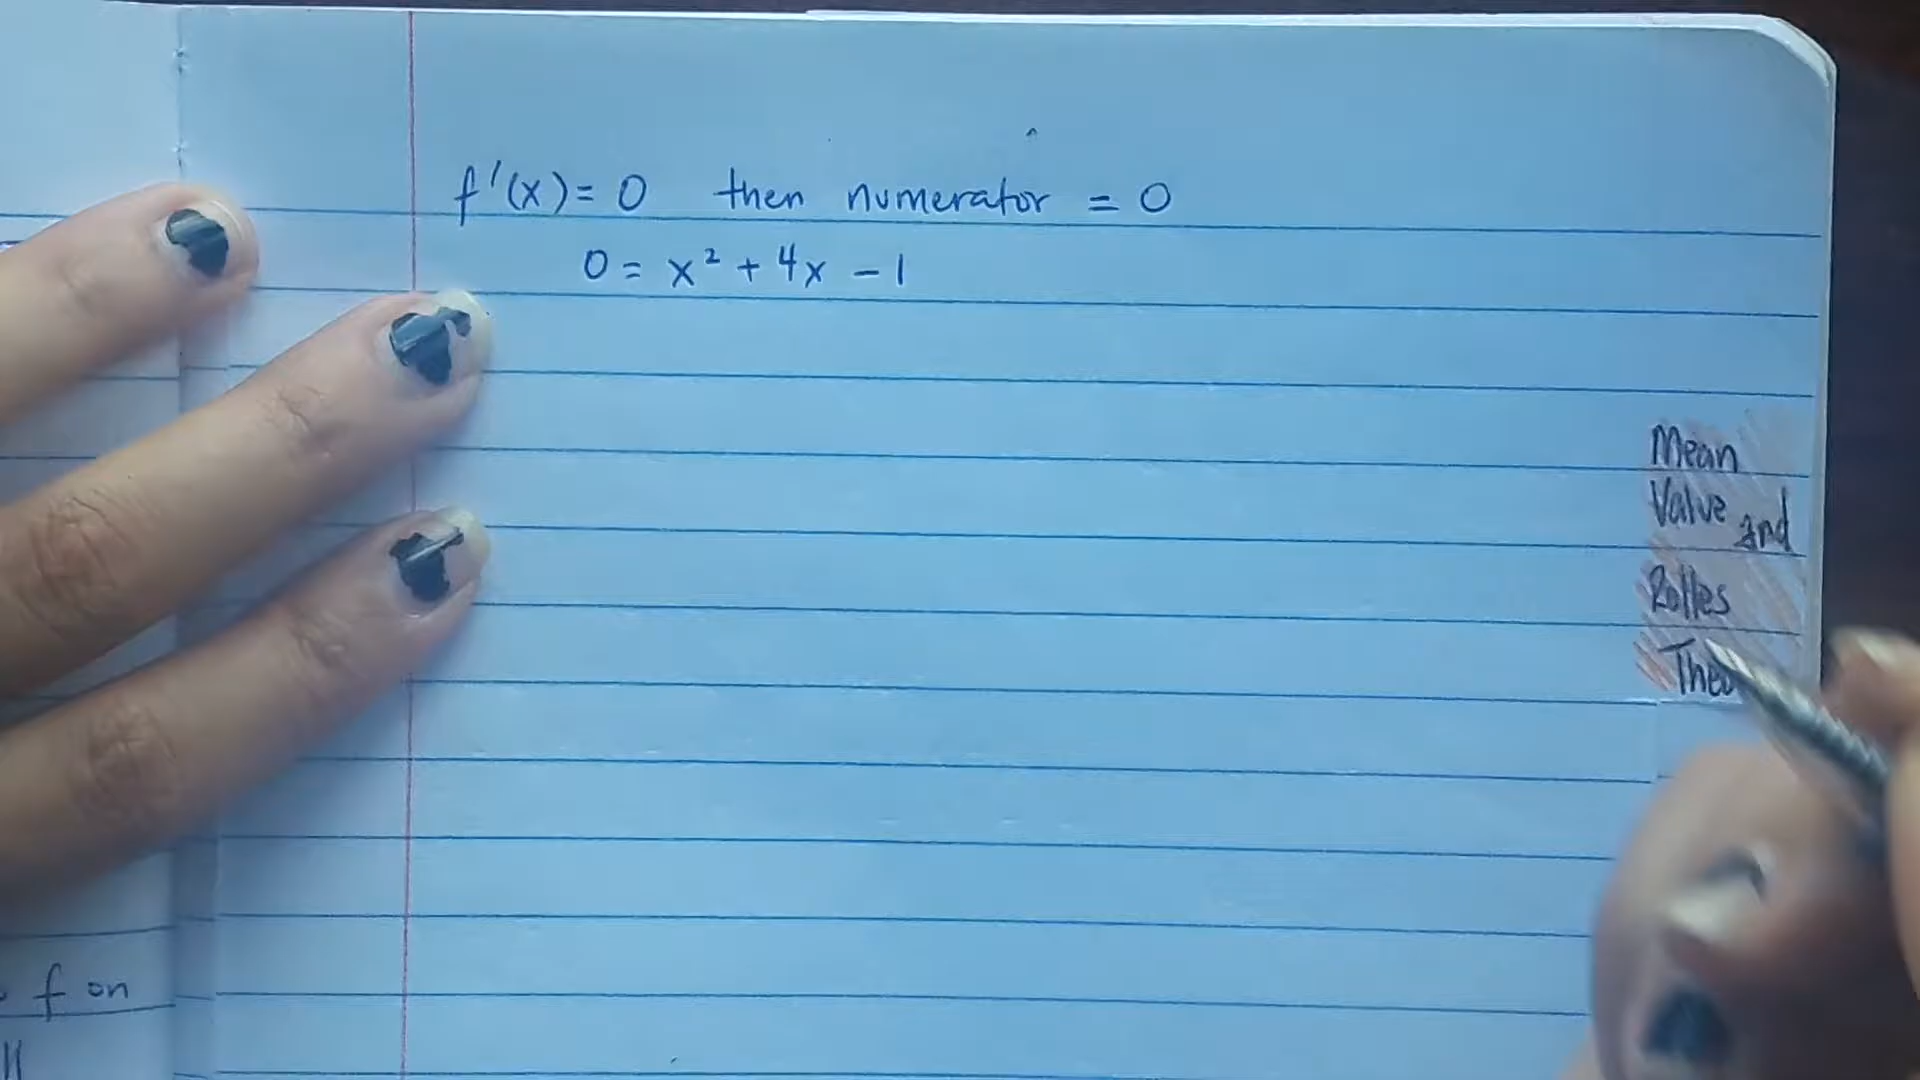 f'(x) = 0 then numerator = 0
0 = x² + 4x - 1
Mean
Value and
Rolles
f on